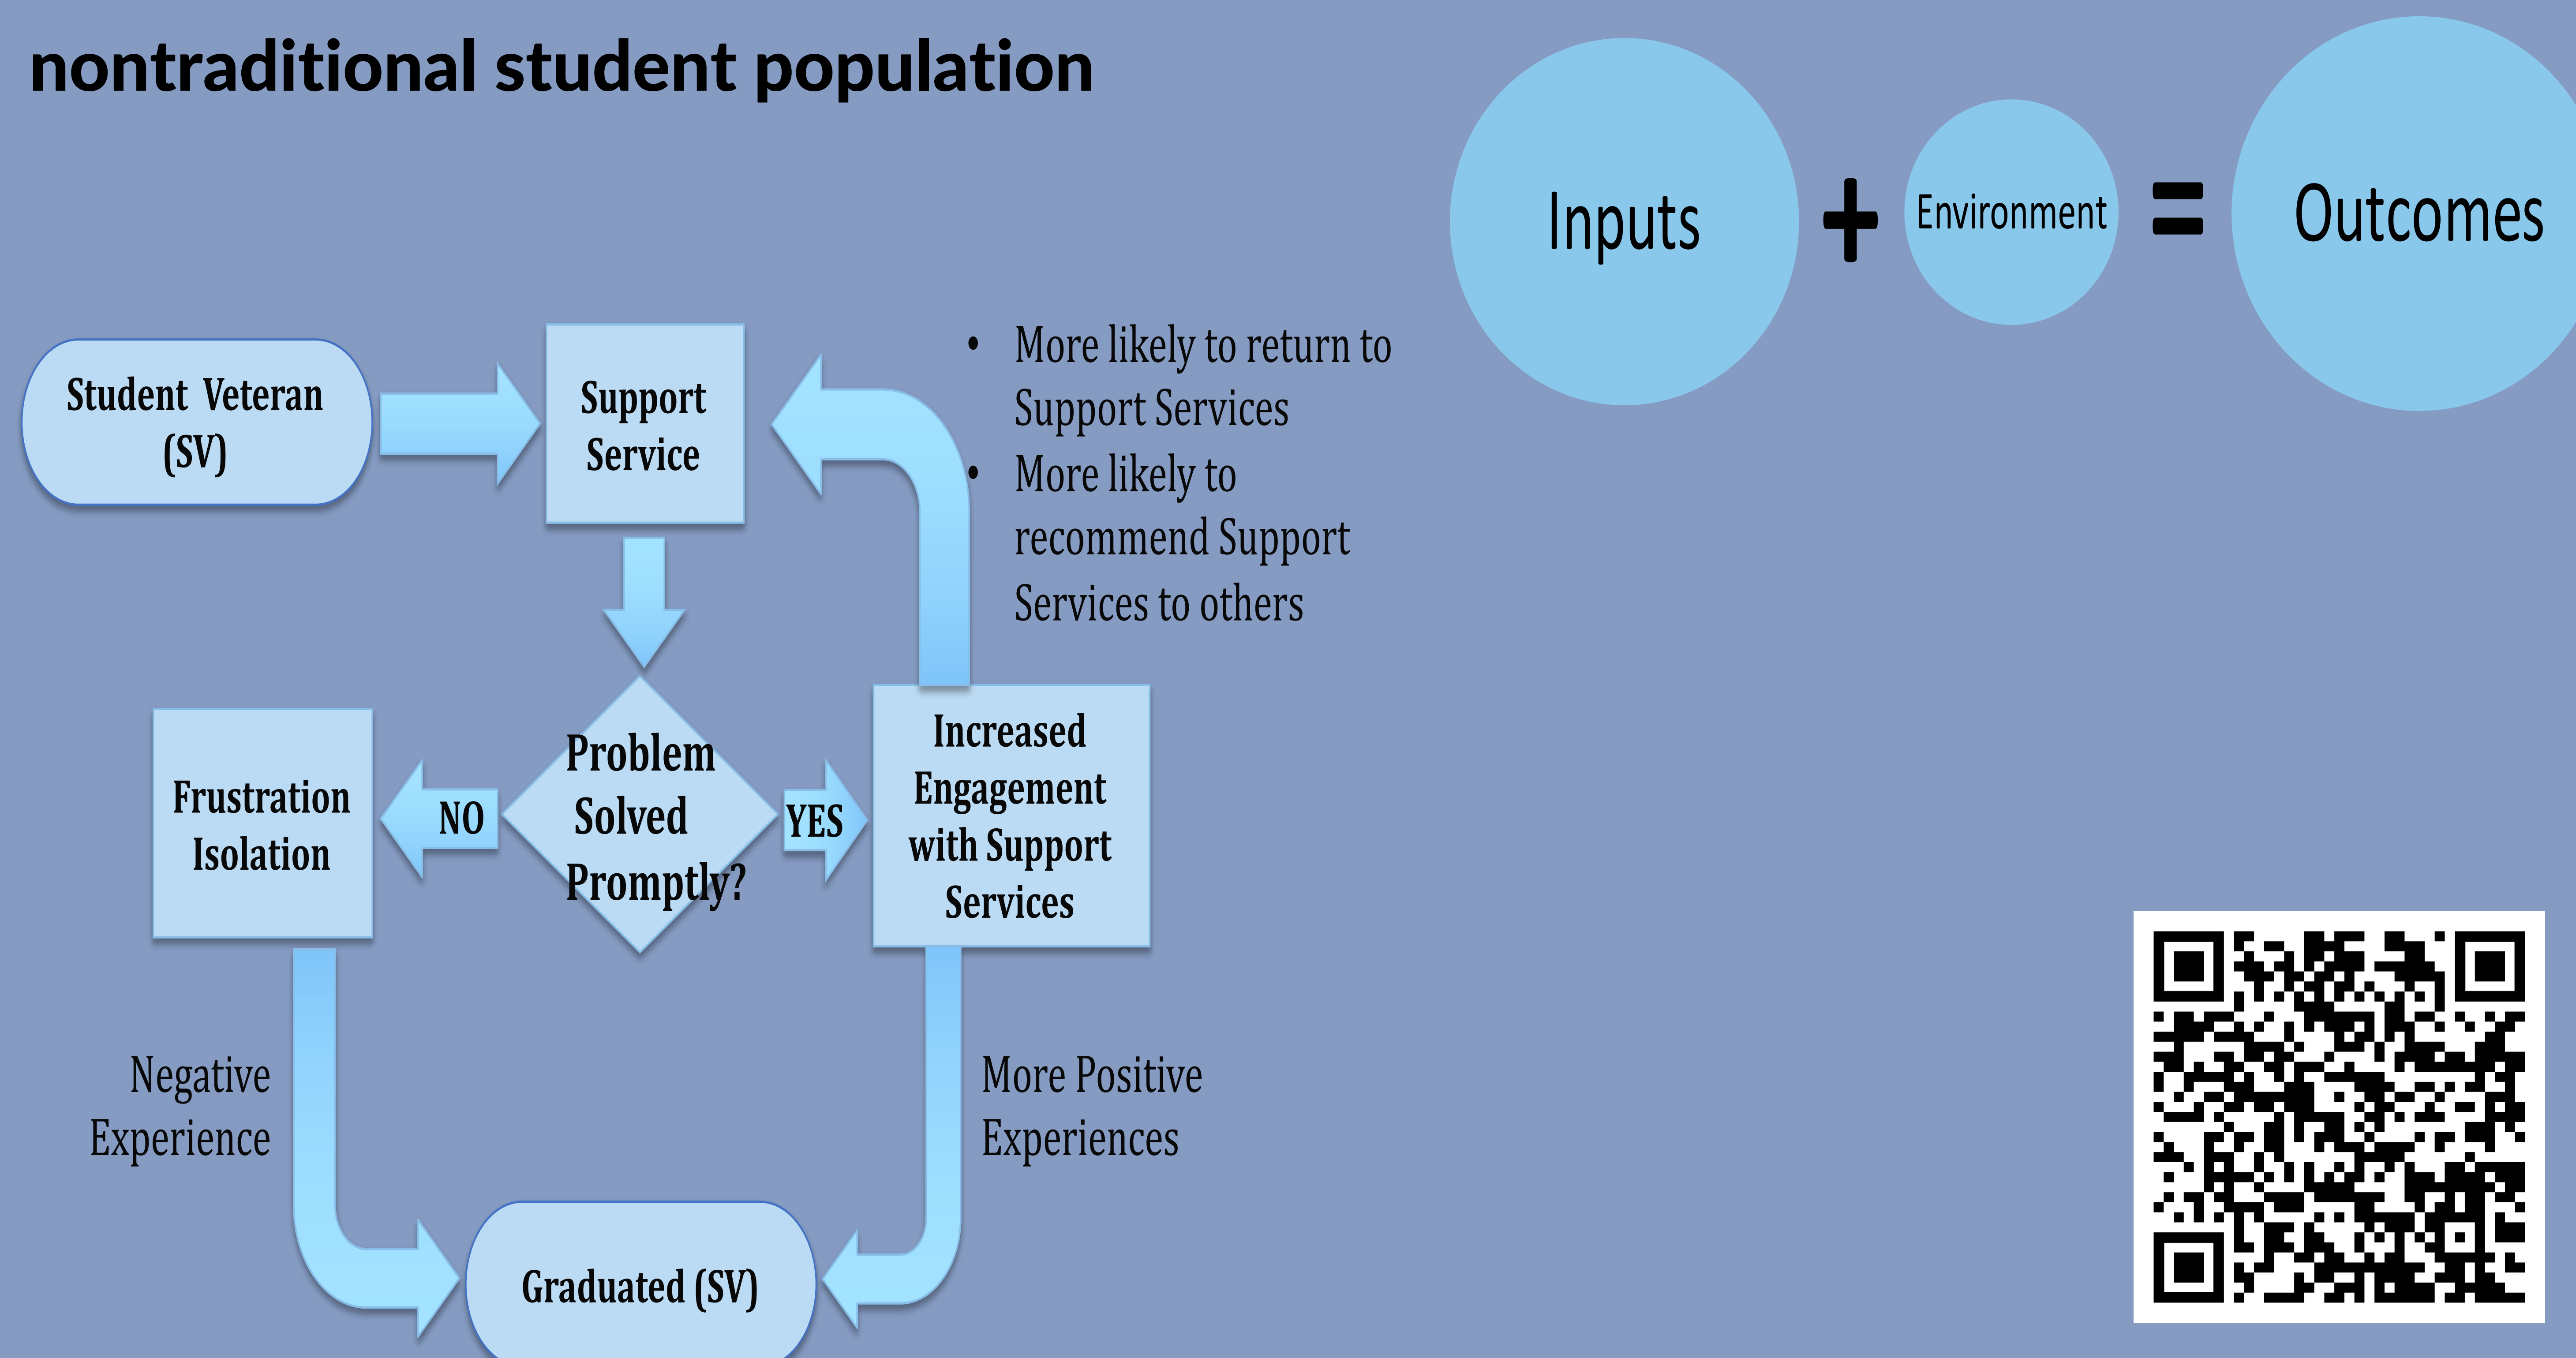 nontraditional student population
Inputs
+
Environment
=
Outcomes
Student Veteran
(SV)
Support
Service
• More likely to return to
Support Services
• More likely to
recommend Support
Services to others
Problem
Solved
Promptly?
NO
YES
Frustration
Isolation
Increased
Engagement
with Support
Services
Negative
Experience
More Positive
Experiences
Graduated (SV)